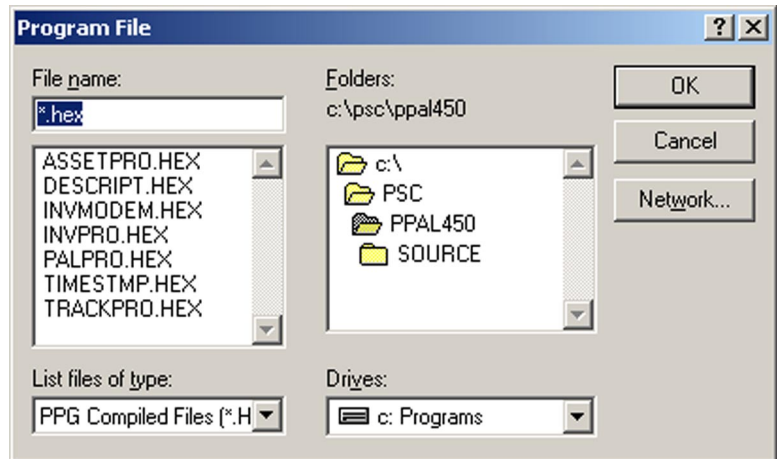 Program File
File name:
*.hex
ASSETPRO.HEX
DESCRIPT.HEX
INVMODEM.HEX
INVPRO.HEX
PALPRO.HEX
TIMESTMP.HEX
TRACKPRO.HEX
List files of type:
PPG Compiled Files (*.H
Folders:
c:\psc\ppal450
c:\
PSC
PPAL450
SOURCE
Drives:
c: Programs
OK
Cancel
Network...